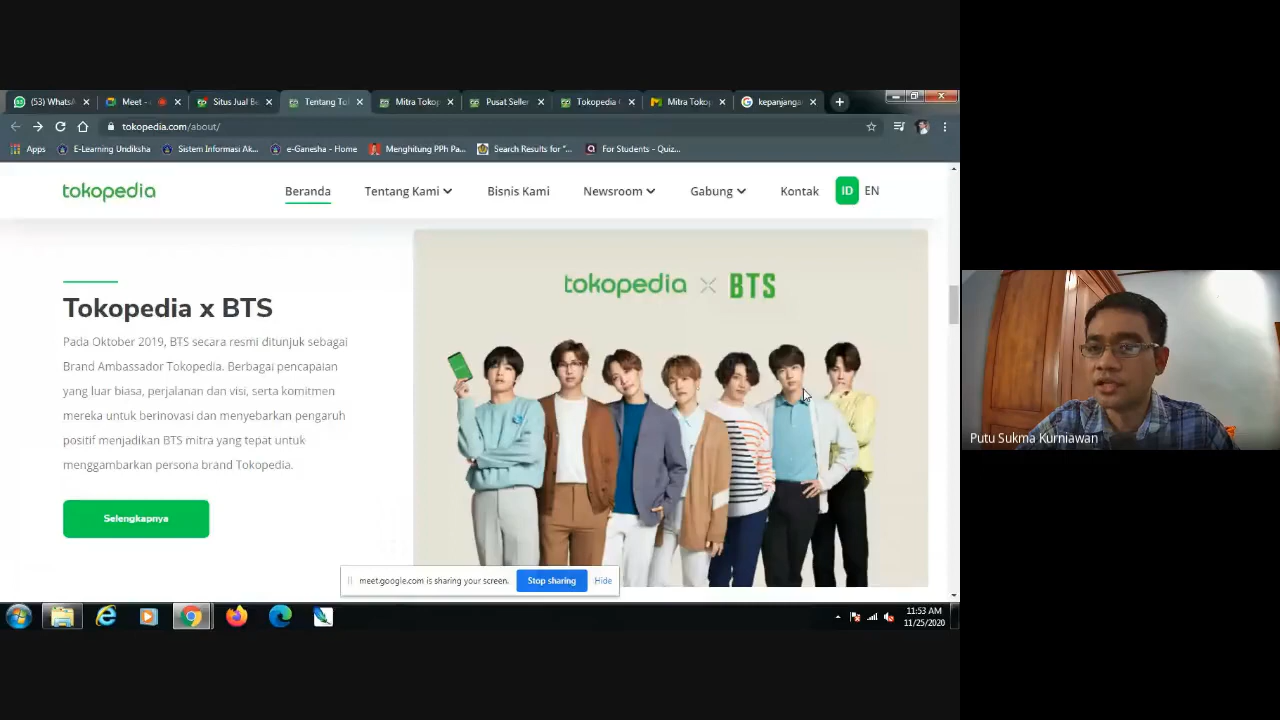 (53) WhatsA
Meet -
Situs Jual Be
Tentang To
Mitra Tokop
Pusat Seller
Tokopedia
Mitra Tokop
kepanjangan
tokopedia.com/about/
Apps
E-Learning Undiksha
Sistem Informasi Ak...
e-Ganesha - Home
Menghitung PPh Pa...
Search Results for "...
For Students - Quiz...
tokopedia
Beranda
Tentang Kami
Bisnis Kami
Newsroom
Gabung
Kontak
ID
EN
Tokopedia x BTS
Pada Oktober 2019, BTS secara resmi ditunjuk sebagai
Brand Ambassador Tokopedia. Berbagai pencapaian
yang luar biasa, perjalanan dan visi, serta komitmen
mereka untuk berinovasi dan menyebarkan pengaruh
positif menjadikan BTS mitra yang tepat untuk
menggambarkan persona brand Tokopedia.
Selengkapnya
tokopedia × BTS
meet.google.com is sharing your screen.
Stop sharing
Hide
11:53 AM
11/25/2020
Putu Sukma Kurniawan